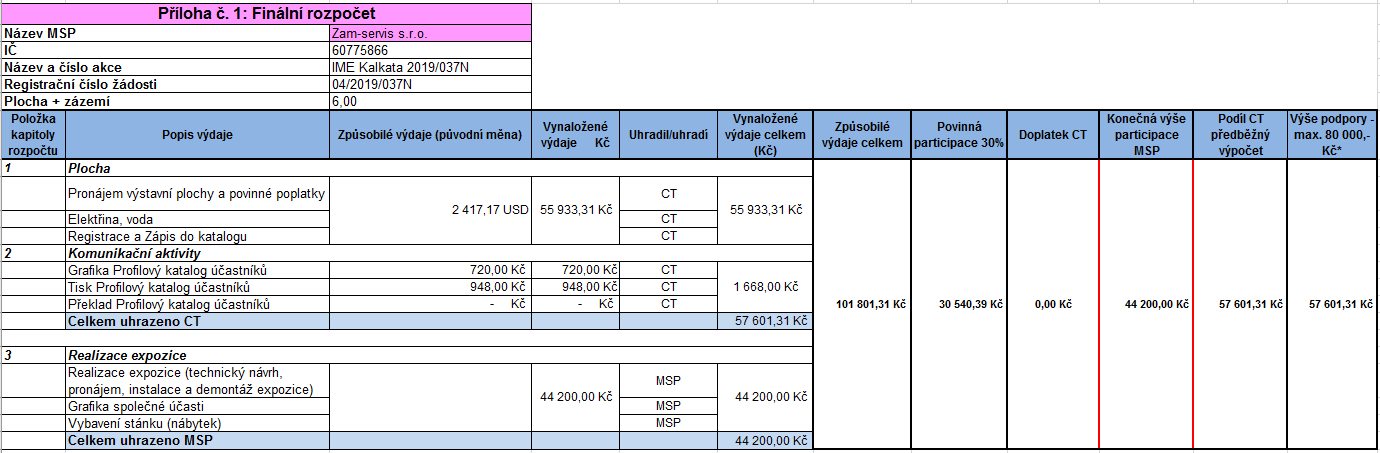 Příloha č. 1: Finální rozpočet
Název MSP Zam-servis s.r.o.
IČ 60775866
Název a číslo akce IME Kalkata 2019/037N
Registrační číslo žádosti 04/2019/037N
Plocha + zázemí 6,00
Položka kapitoly rozpočtu Popis výdaje Způsobilé výdaje (původní měna) Vynaložené výdaje Kč Uhradil/uhradí Vynaložené výdaje celkem (Kč) Způsobilé výdaje celkem Povinná participace 30% Doplatek CT Konečná výše participace MSP Podíl CT předběžný výpočet Výše podpory - max. 80 000,- Kč*
1 Plocha
Pronájem výstavní plochy a povinné poplatky 2 417,17 USD 55 933,31 Kč CT 55 933,31 Kč
Elektřina, voda CT
Registrace a Zápis do katalogu CT
2 Komunikační aktivity
Grafika Profilový katalog účastníků 720,00 Kč 720,00 Kč CT 1 668,00 Kč
Tisk Profilový katalog účastníků 948,00 Kč 948,00 Kč CT
Překlad Profilový katalog účastníků - Kč - Kč CT
101 801,31 Kč 30 540,39 Kč 0,00 Kč 44 200,00 Kč 57 601,31 Kč 57 601,31 Kč
Celkem uhrazeno CT 57 601,31 Kč
3 Realizace expozice
Realizace expozice (technický návrh,
pronájem, instalace a demontáž expozice) 44 200,00 Kč MSP 44 200,00 Kč
Grafika společné účasti MSP
Vybavení stánku (nábytek) MSP
Celkem uhrazeno MSP 44 200,00 Kč